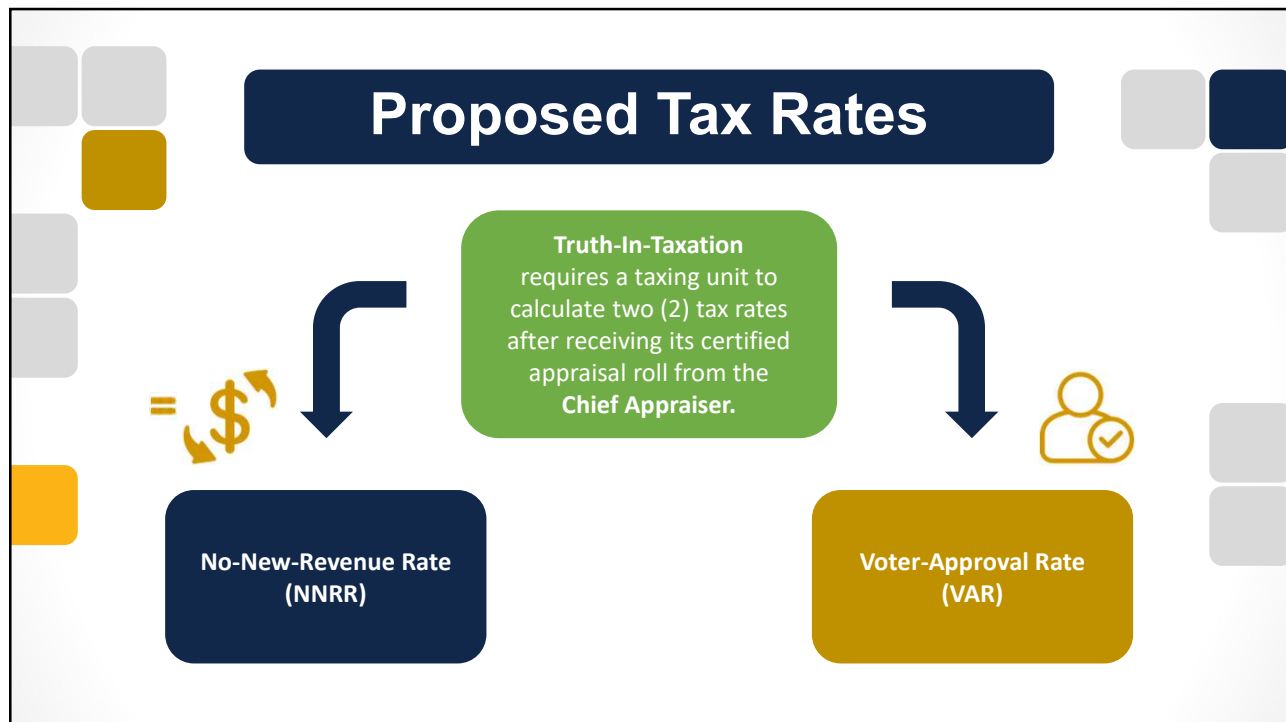 Proposed Tax Rates
Truth-In-Taxation
requires a taxing unit to
calculate two (2) tax rates
after receiving its certified
appraisal roll from the
Chief Appraiser.
= $
No-New-Revenue Rate
(NNRR)
Voter-Approval Rate
(VAR)